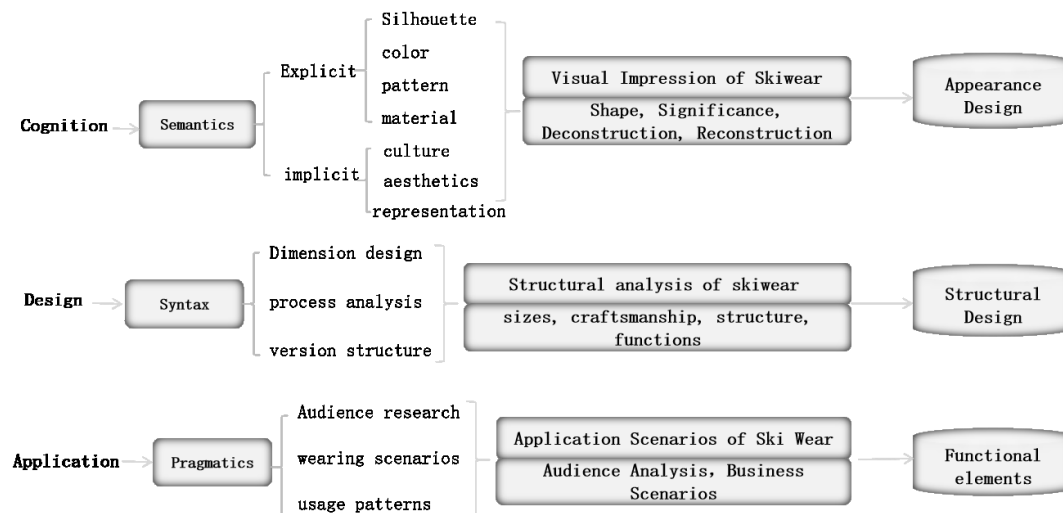 Cognition
Semantics
Explicit
Silhouette
color
pattern
material
implicit
culture
aesthetics
representation
Visual Impression of Skiwear
Shape, Significance,
Deconstruction, Reconstruction
Appearance
Design
Design
Syntax
Dimension design
process analysis
version structure
Structural analysis of skiwear
sizes, craftsmanship, structure,
functions
Structural
Design
Application
Pragmatics
Audience research
wearing scenarios
usage patterns
Application Scenarios of Ski Wear
Audience Analysis, Business
Scenarios
Functional
elements